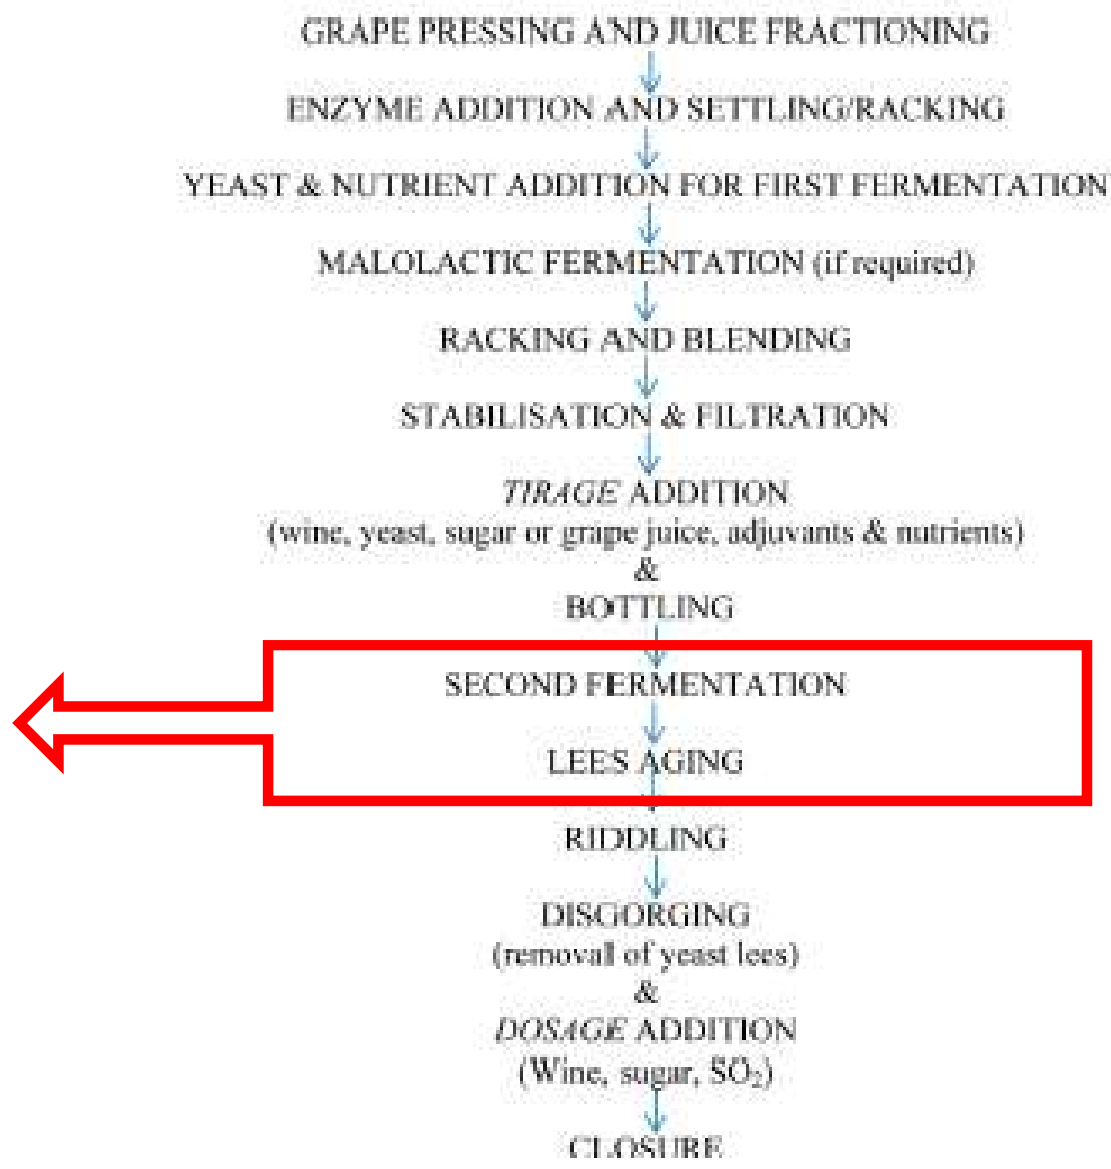 GRAPE PRESSING AND JUICE FRACTIONING
ENZYME ADDITION AND SETTLING/RACKING
YEAST & NUTRIENT ADDITION FOR FIRST FERMENTATION
MALOLACTIC FERMENTATION (if required)
RACKING AND BLENDING
STABILISATION & FILTRATION
TIRAGE ADDITION
(wine, yeast, sugar or grape juice, adjuvants & nutrients)
&
BOTTLING
SECOND FERMENTATION
LEES AGING
RIDDLING
DISGORGING
(removal of yeast lees)
&
DOSAGE ADDITION
(Wine, sugar, SO₂)
CLOSURE